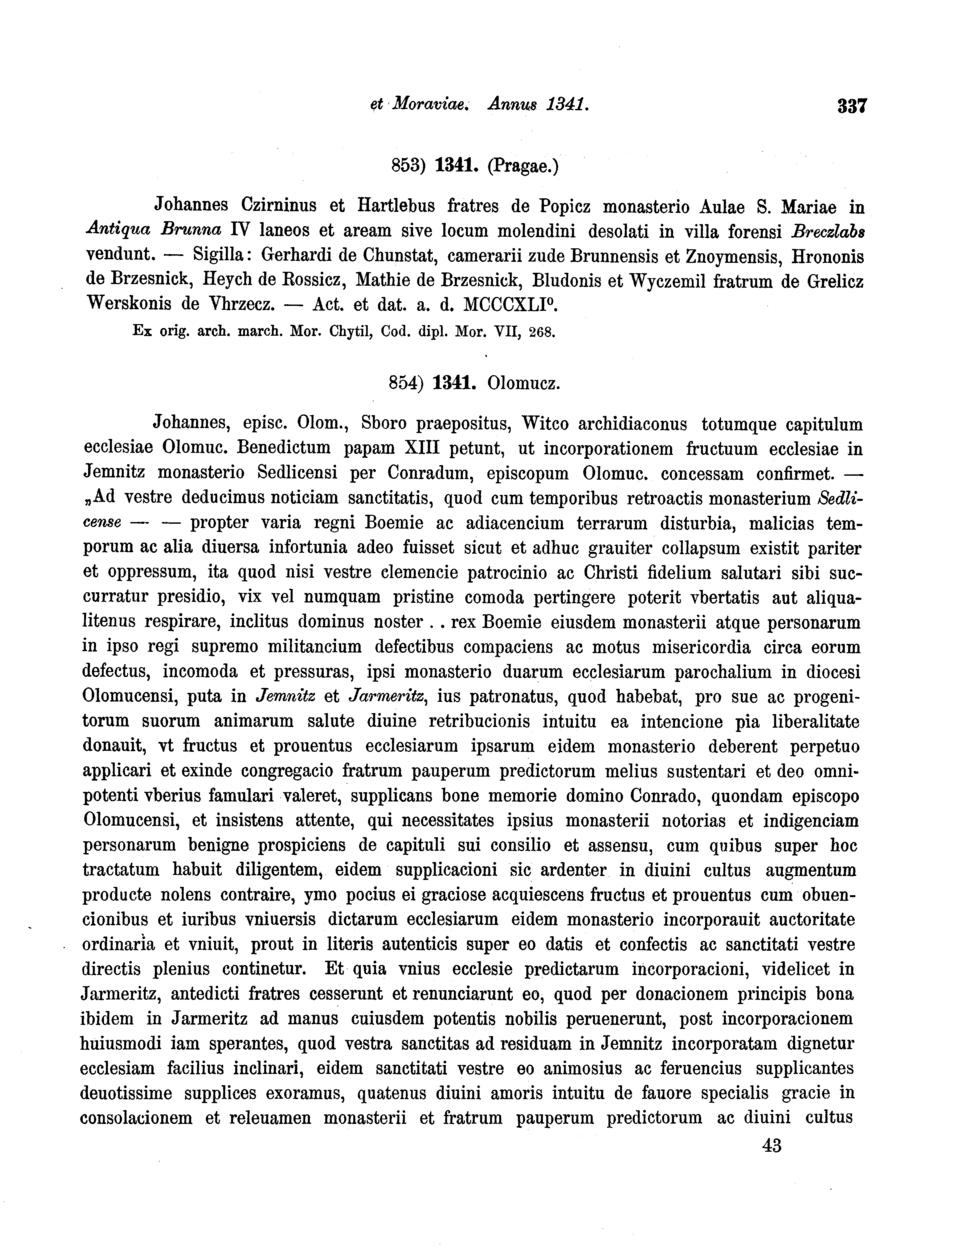 et Moraviae. Annus 1341. 337
853) 1341. (Pragae.)
Johannes Czirninus et Hartlebus fratres de Popicz monasterio Aulae S. Mariae in
Antiqua Brunna IV laneos et aream sive locum molendini desolati in villa forensi Breczlabs
vendunt. — Sigilla: Gerhardi de Chunstat, camerarii zude Brunnensis et Znoymensis, Hrononis
de Brzesnick, Heych de Rossicz, Mathie de Brzesnick, Bludonis et Wyczemil fratrum de Grelicz
Werskonis de Vhrzecz. — Act. et dat. a. d. MCCCXLI⁰.
Ex orig. arch. march. Mor. Chytil, Cod. dipl. Mor. VII, 268.
854) 1341. Olomucz.
Johannes, episc. Olom., Sboro praepositus, Witco archidiaconus totumque capitulum
ecclesiae Olomuc. Benedictum papam XIII petunt, ut incorporationem fructuum ecclesiae in
Jemnitz monasterio Sedlicensi per Conradum, episcopum Olomuc. concessam confirmet. —
„Ad vestre deducimus noticiam sanctitatis, quod cum temporibus retroactis monasterium Sedli-
cense — — propter varia regni Boemie ac adiacencium terrarum disturbia, malicias tem-
porum ac alia diuersa infortunia adeo fuisset sicut et adhuc grauiter collapsum existit pariter
et oppressum, ita quod nisi vestre clemencie patrocinio ac Christi fidelium salutari sibi suc-
curratur presidio, vix vel numquam pristine comoda pertingere poterit vbertatis aut aliqua-
litenus respirare, inclitus dominus noster . . rex Boemie eiusdem monasterii atque personarum
in ipso regi supremo militancium defectibus compaciens ac motus misericordia circa eorum
defectus, incomoda et pressuras, ipsi monasterio duarum ecclesiarum parochalium in diocesi
Olomucensi, puta in Jemnitz et Jarmeritz, ius patronatus, quod habebat, pro sue ac progeni-
torum suorum animarum salute diuine retribucionis intuitu ea intencione pia liberalitate
donauit, vt fructus et prouentus ecclesiarum ipsarum eidem monasterio deberent perpetuo
applicari et exinde congregacio fratrum pauperum predictorum melius sustentari et deo omni-
potenti vberius famulari valeret, supplicans bone memorie domino Conrado, quondam episcopo
Olomucensi, et insistens attente, qui necessitates ipsius monasterii notorias et indigenciam
personarum benigne prospiciens de capituli sui consilio et assensu, cum quibus super hoc
tractatum habuit diligentem, eidem supplicacioni sic ardenter in diuini cultus augmentum
producte nolens contraire, ymo pocius ei graciose acquiescens fructus et prouentus cum obuen-
cionibus et iuribus vniuersis dictarum ecclesiarum eidem monasterio incorporauit auctoritate
ordinaria et vniuit, prout in literis autenticis super eo datis et confectis ac sanctitati vestre
directis plenius continetur. Et quia vnius ecclesie predictarum incorporacioni, videlicet in
Jarmeritz, antedicti fratres cesserunt et renunciarunt eo, quod per donacionem principis bona
ibidem in Jarmeritz ad manus cuiusdem potentis nobilis peruenerunt, post incorporacionem
huiusmodi iam sperantes, quod vestra sanctitas ad residuam in Jemnitz incorporatam dignetur
ecclesiam facilius inclinari, eidem sanctitati vestre eo animosius ac feruencius supplicantes
deuotissime supplices exoramus, quatenus diuini amoris intuitu de fauore specialis gracie in
consolacionem et releuamen monasterii et fratrum pauperum predictorum ac diuini cultus
43